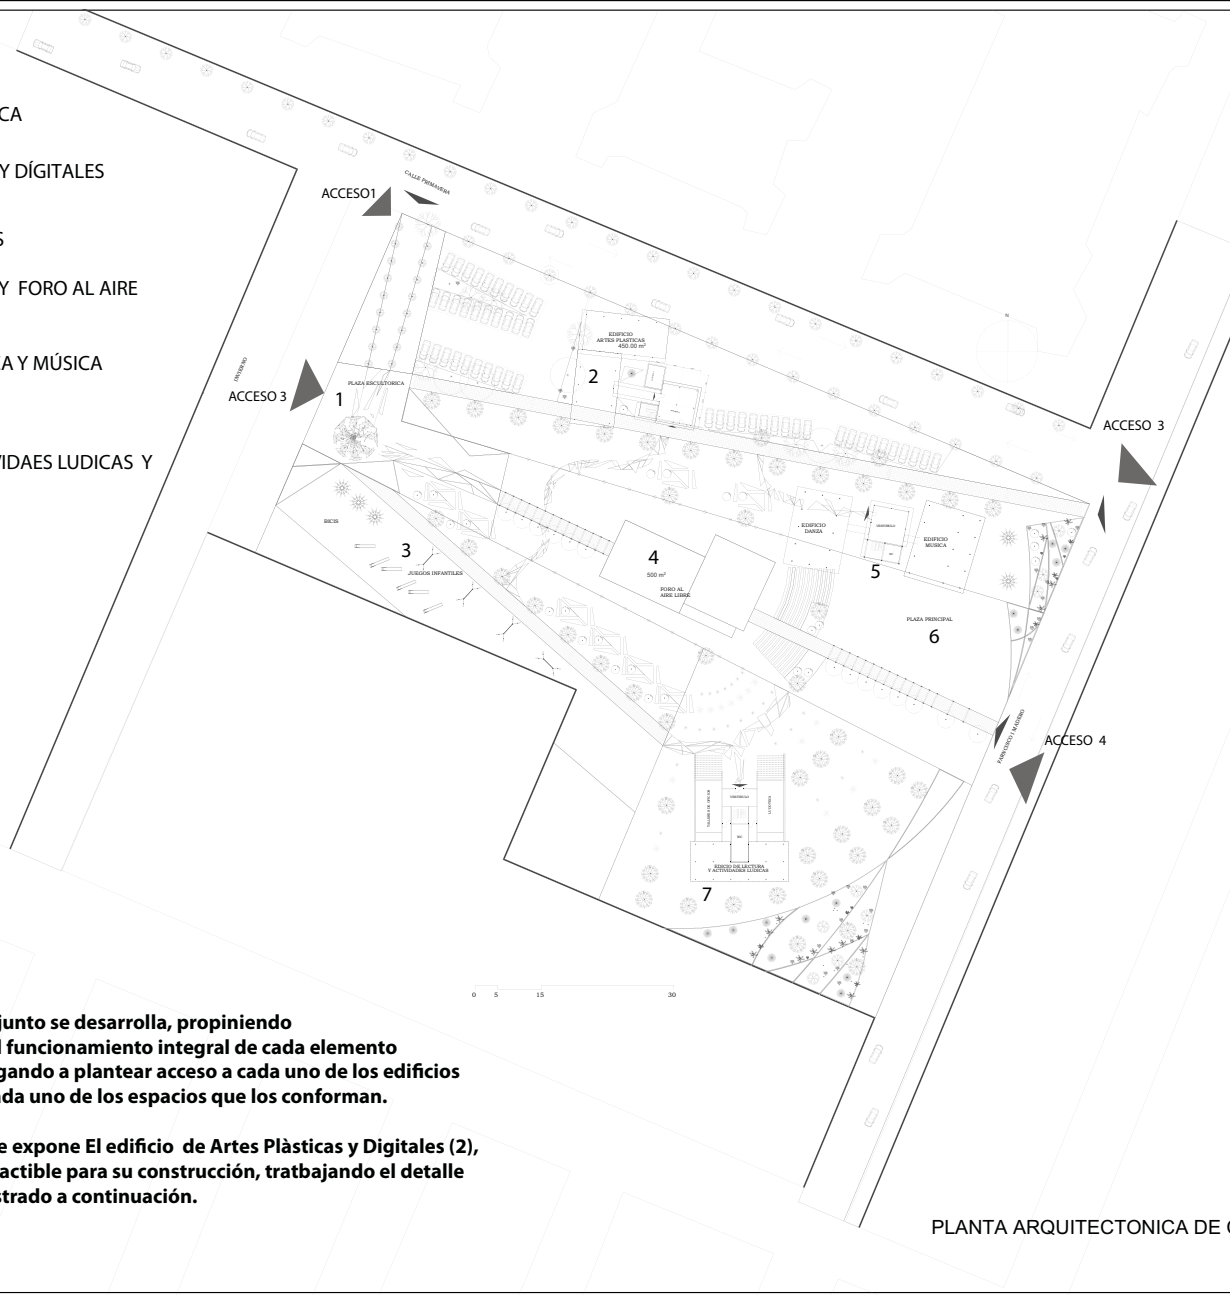 CA
Y DÍGITALES
S
Y FORO AL AIRE
A Y MÚSICA
VIDAES LUDICAS Y
ACCESO1
CALLE PRIMAVERA
INVIERNO
ACCESO 3
PLAZA ESCULTORICA
1
EDIFICIO
ARTES PLASTICAS
450.00 m²
2
ACCESO 3
BICIS
3
JUEGOS INFANTILES
4
500 m²
FORO AL
AIRE LIBRE
EDIFICIO
DANZA
5
EDIFICIO
MUSICA
PLAZA PRINCIPAL
6
ACCESO 4
LUDOTECA
EDICIO DE LECTURA
Y ACTIVIDADES LUDICAS
7
0 5 15 30
junto se desarrolla, propiniendo
l funcionamiento integral de cada elemento
gando a plantear acceso a cada uno de los edificios
ada uno de los espacios que los conforman.
e expone El edificio de Artes Plàsticas y Digitales (2),
actible para su construcción, tratbajando el detalle
strado a continuación.
PLANTA ARQUITECTONICA DE